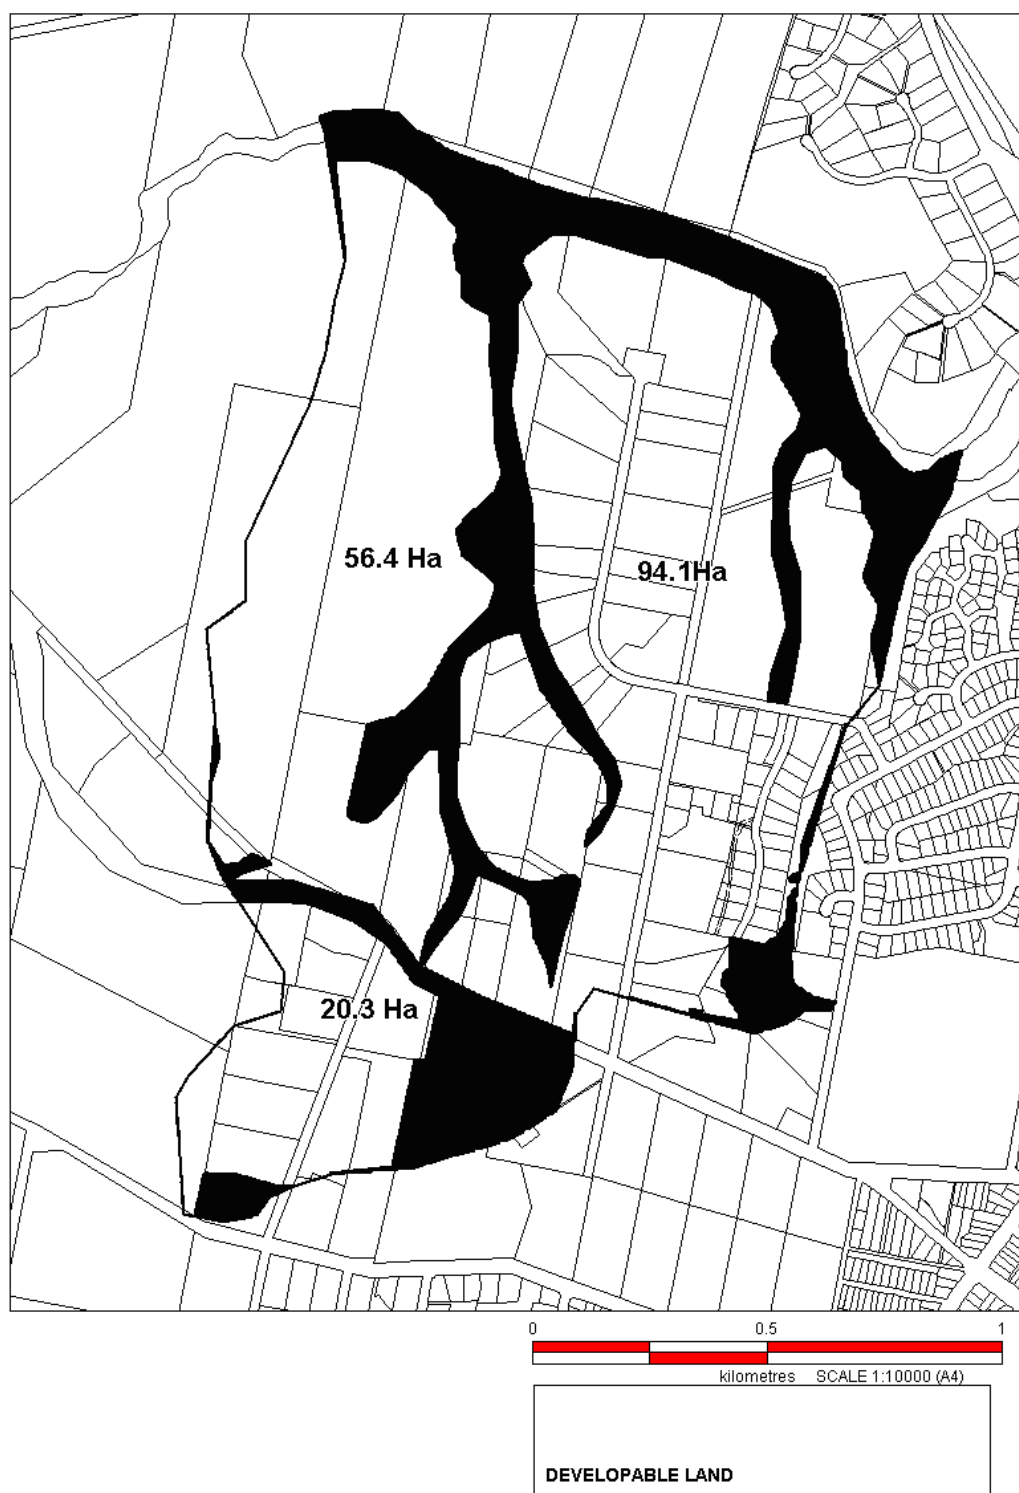 56.4 Ha
94.1Ha
20.3 Ha
0 0.5 1
kilometres SCALE 1:10000 (A4)
DEVELOPABLE LAND